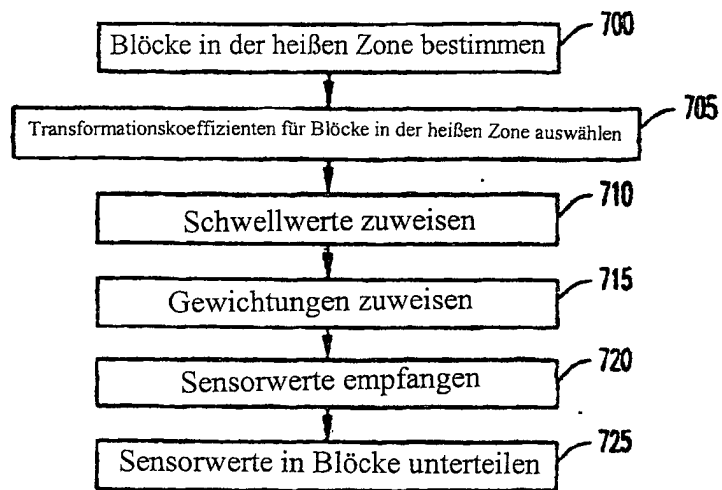 700
Blöcke in der heißen Zone bestimmen
705
Transformationskoeffizienten für Blöcke in der heißen Zone auswählen
710
Schwellwerte zuweisen
715
Gewichtungen zuweisen
720
Sensorwerte empfangen
725
Sensorwerte in Blöcke unterteilen